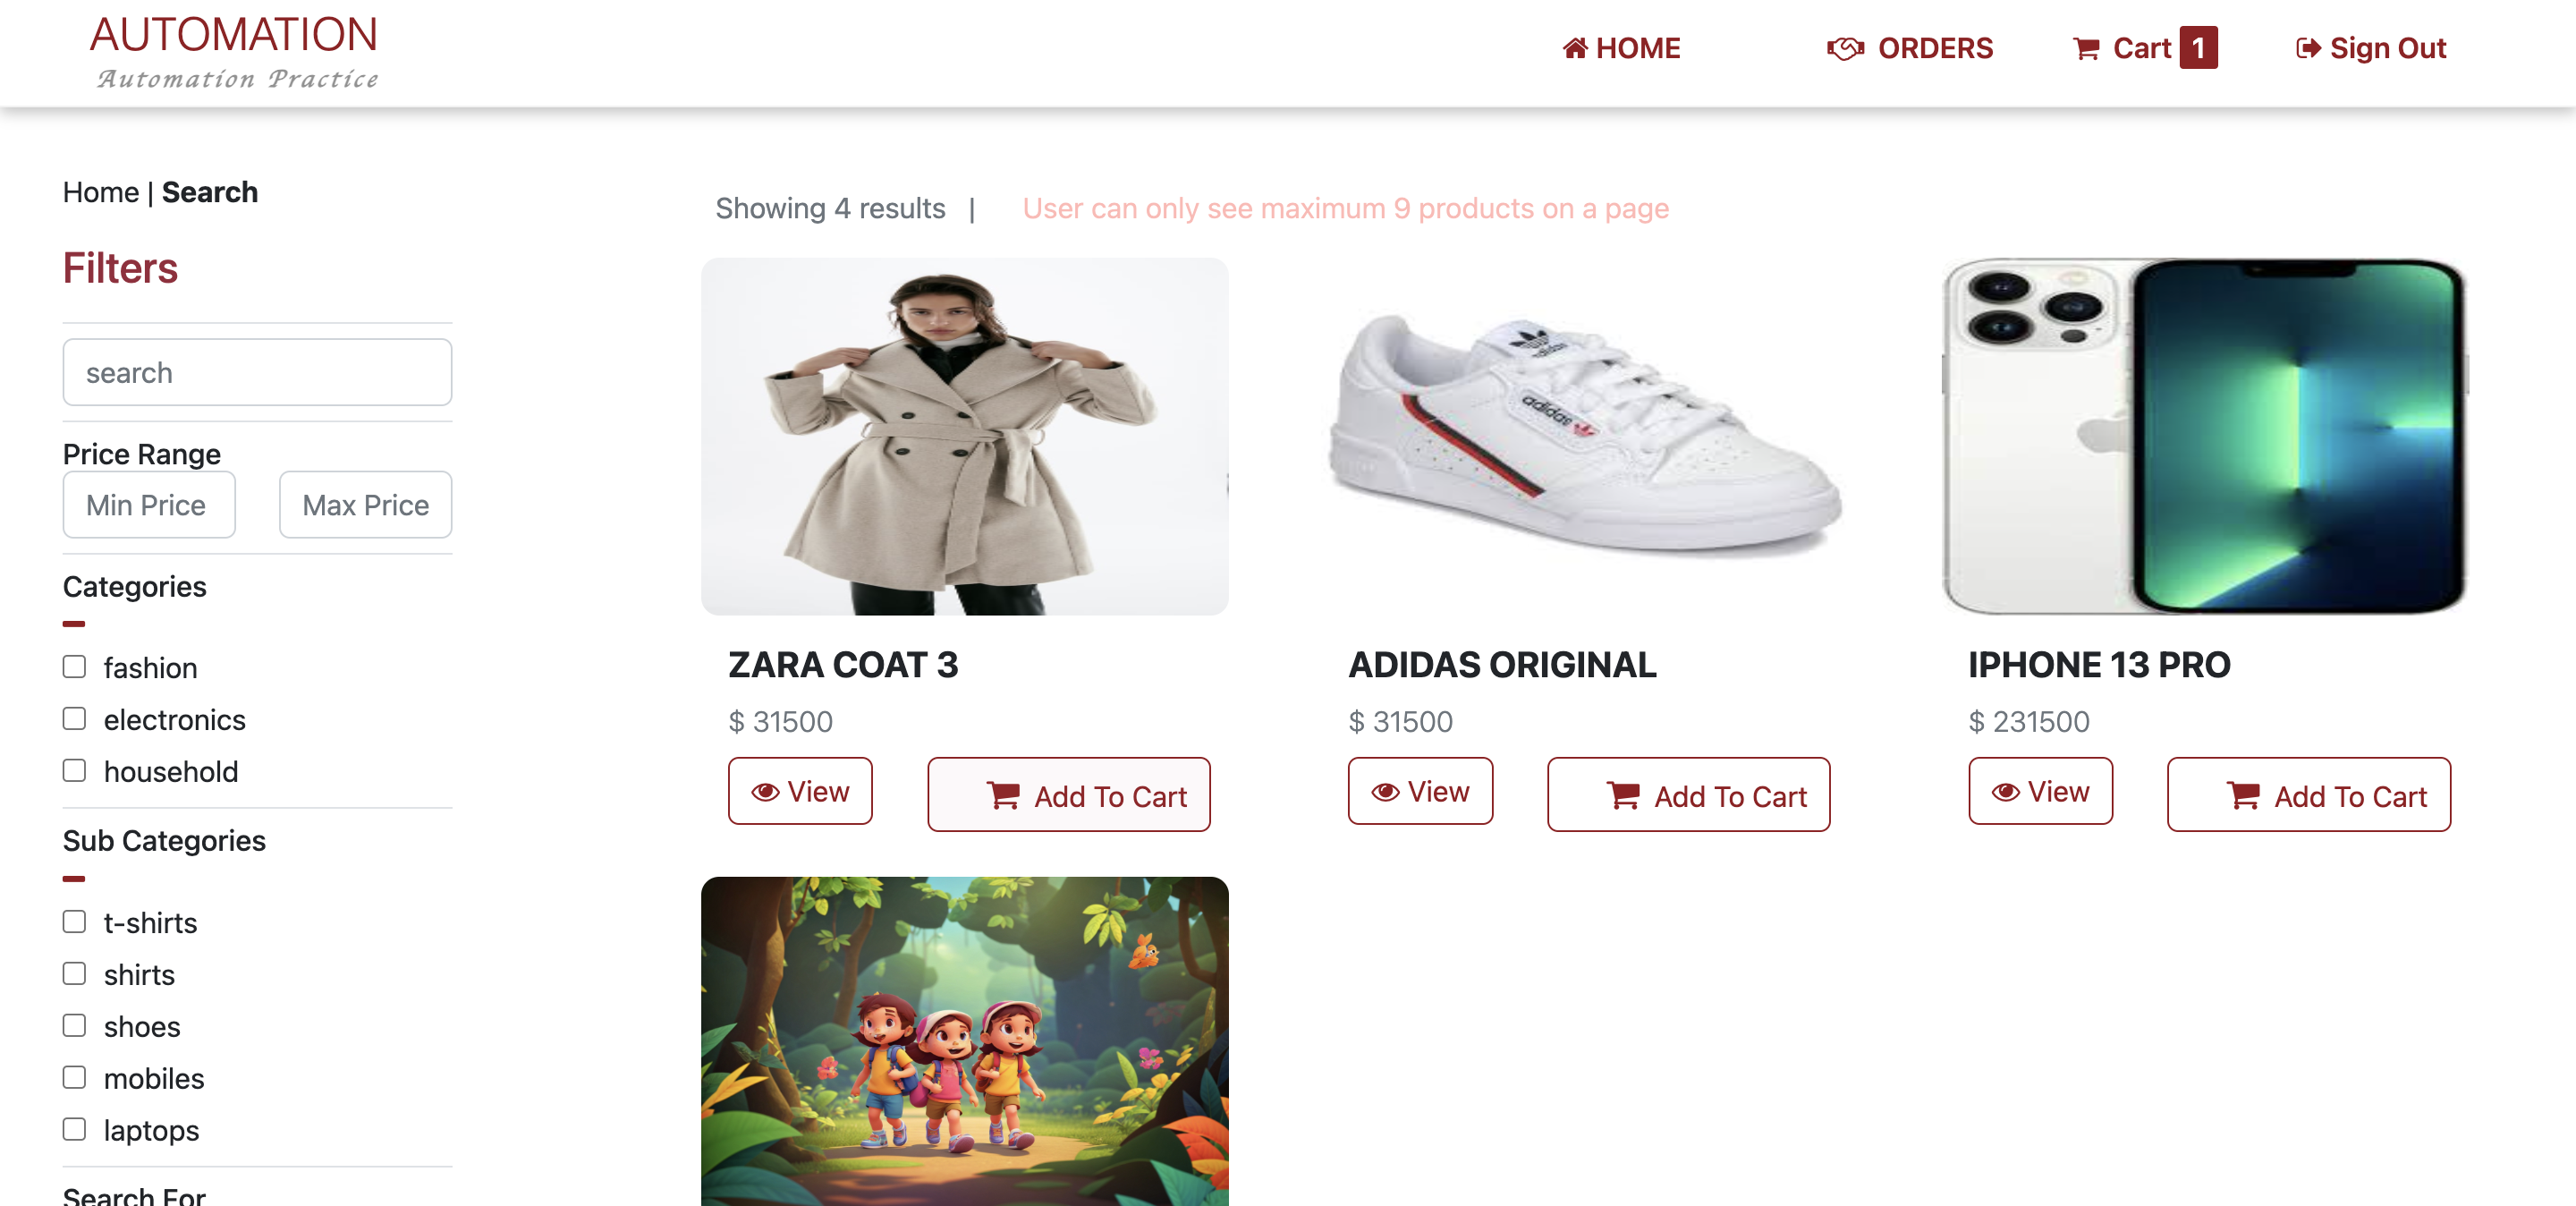 AUTOMATION
Automation Practice
HOME
ORDERS
Cart 1
Sign Out
Home | Search
Showing 4 results |
User can only see maximum 9 products on a page
Filters
search
Price Range
Min Price
Max Price
Categories
fashion
electronics
household
Sub Categories
t-shirts
shirts
shoes
mobiles
laptops
Search For
adidas
adidas
ZARA COAT 3
$ 31500
View
Add To Cart
ADIDAS ORIGINAL
$ 31500
View
Add To Cart
IPHONE 13 PRO
$ 231500
View
Add To Cart